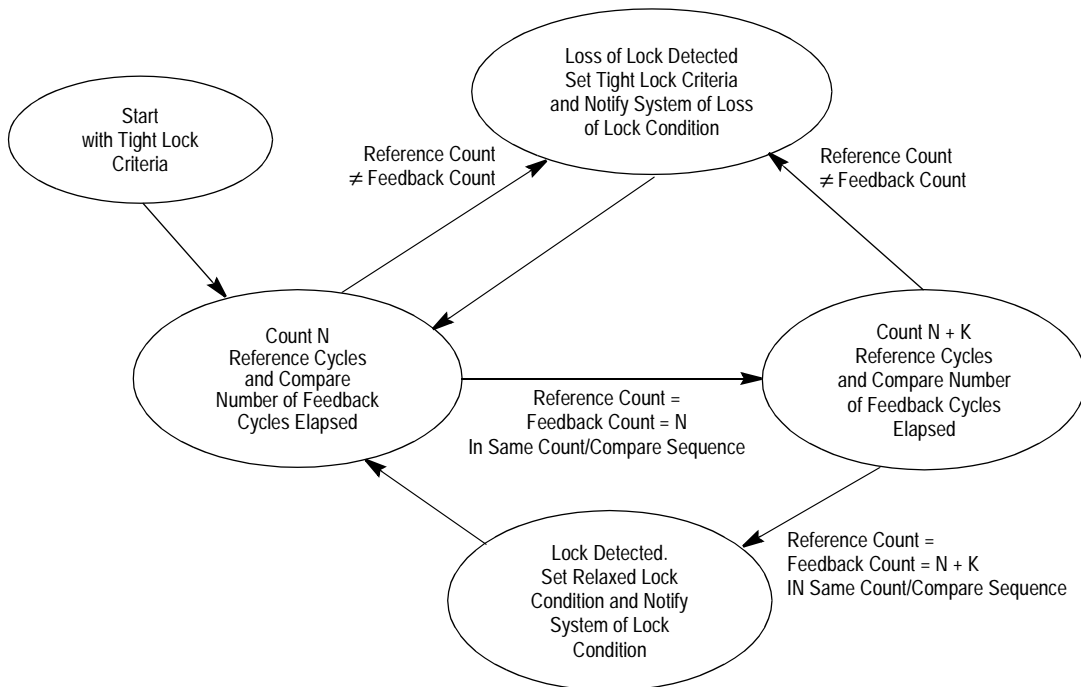 Loss of Lock Detected
Set Tight Lock Criteria
and Notify System of Loss
of Lock Condition
Start
with Tight Lock
Criteria
Reference Count
≠ Feedback Count
Reference Count
≠ Feedback Count
Count N
Reference Cycles
and Compare
Number of Feedback
Cycles Elapsed
Count N + K
Reference Cycles
and Compare Number
of Feedback Cycles
Elapsed
Reference Count =
Feedback Count = N
In Same Count/Compare Sequence
Lock Detected.
Set Relaxed Lock
Condition and Notify
System of Lock
Condition
Reference Count =
Feedback Count = N + K
IN Same Count/Compare Sequence